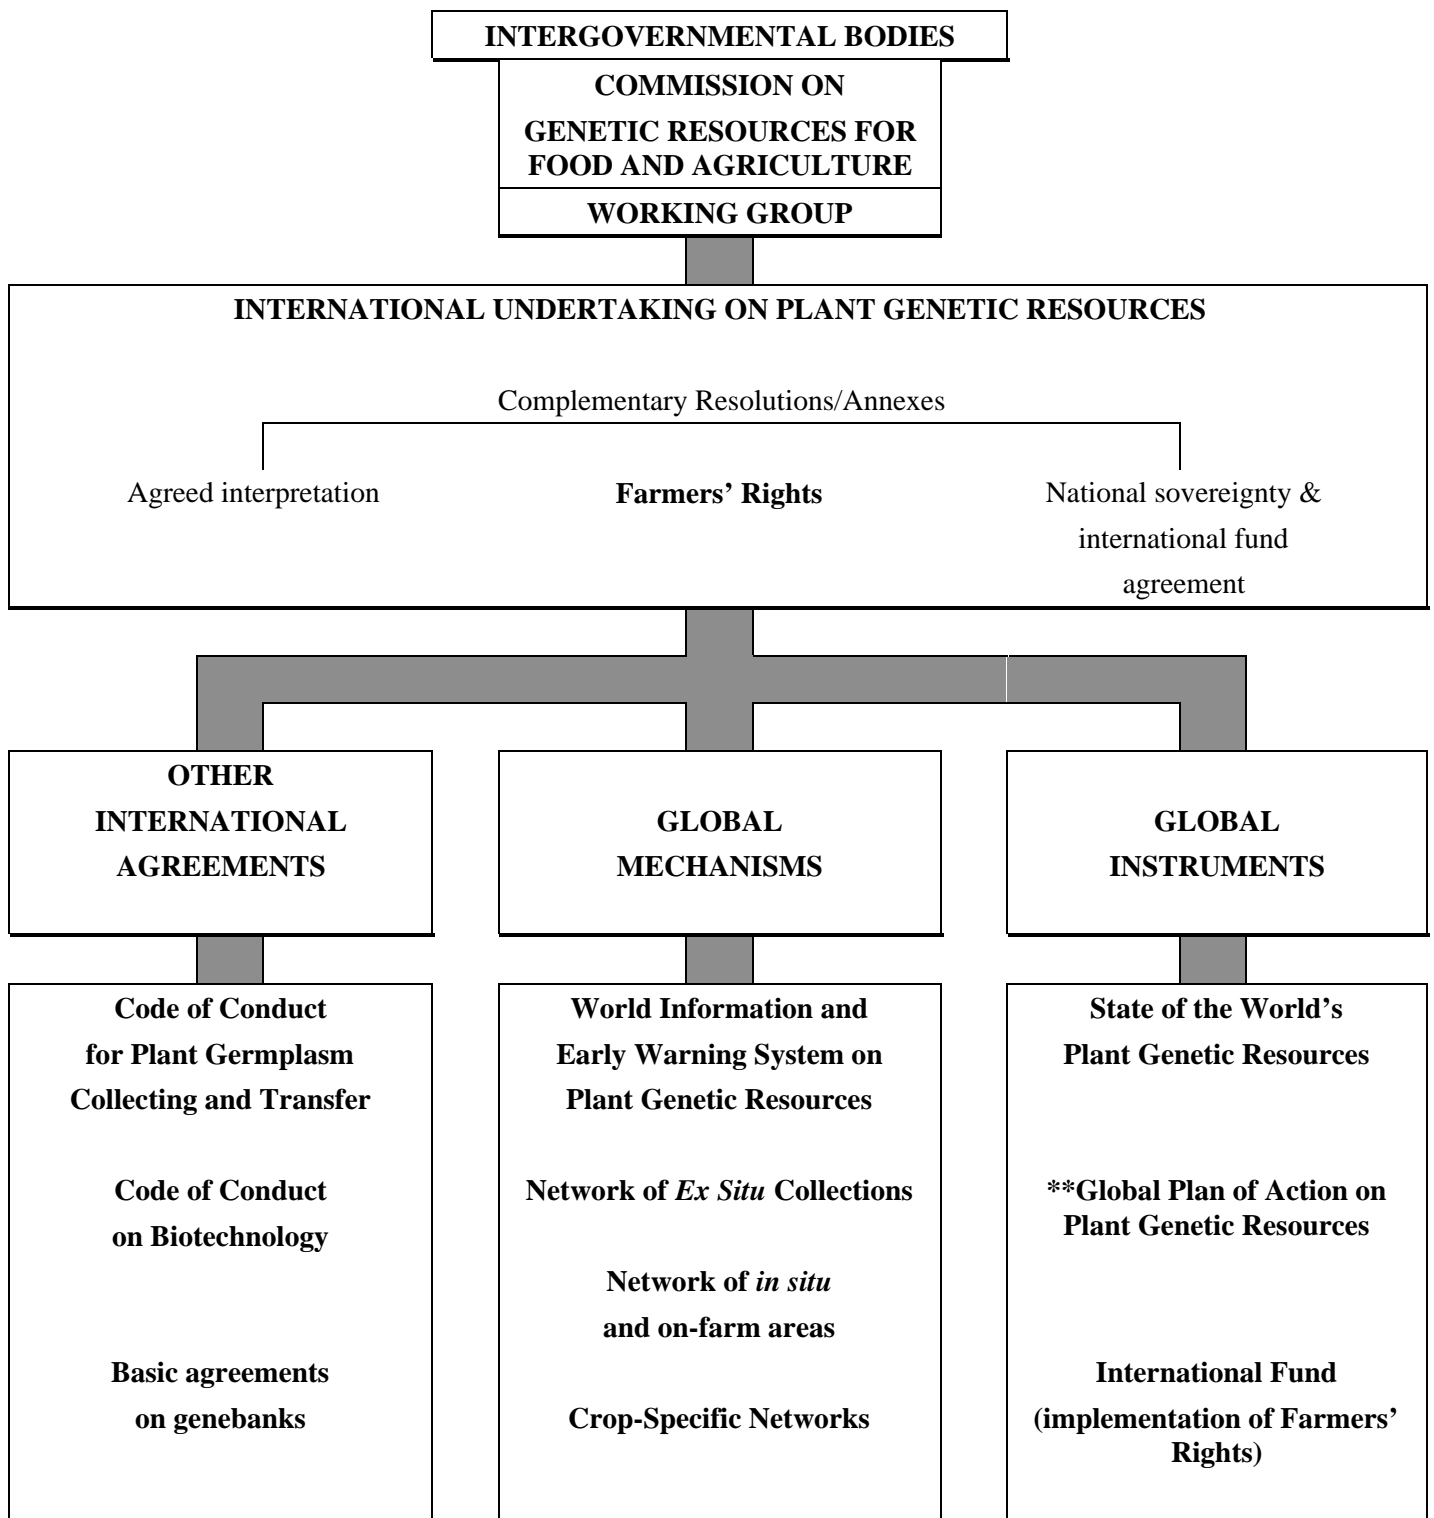 INTERGOVERNMENTAL BODIES
COMMISSION ON
GENETIC RESOURCES FOR
FOOD AND AGRICULTURE
WORKING GROUP
INTERNATIONAL UNDERTAKING ON PLANT GENETIC RESOURCES
Complementary Resolutions/Annexes
Agreed interpretation
Farmers’ Rights
National sovereignty &
international fund
agreement
OTHER
INTERNATIONAL
AGREEMENTS
GLOBAL
MECHANISMS
GLOBAL
INSTRUMENTS
Code of Conduct
for Plant Germplasm
Collecting and Transfer
Code of Conduct
on Biotechnology
Basic agreements
on genebanks
World Information and
Early Warning System on
Plant Genetic Resources
Network of Ex Situ Collections
Network of in situ
and on-farm areas
Crop-Specific Networks
State of the World’s
Plant Genetic Resources
**Global Plan of Action on
Plant Genetic Resources
International Fund
(implementation of Farmers’
Rights)